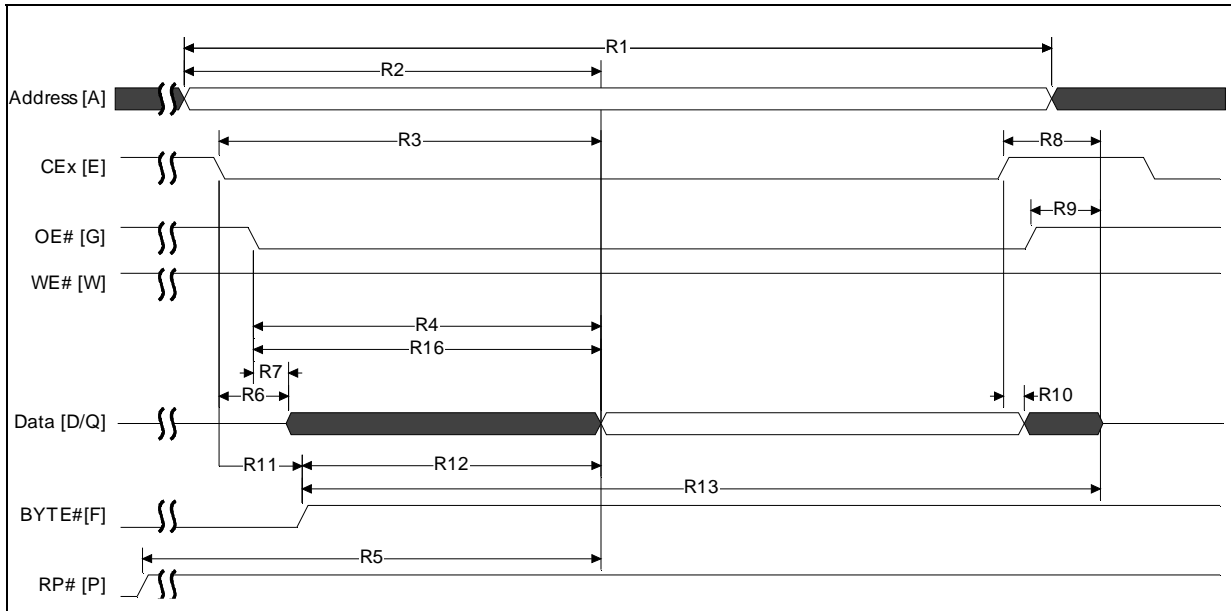 R1
R2
Address [A]
R3
R8
CEx [E]
R9
OE# [G]
WE# [W]
R4
R16
R7
R6
R10
Data [D/Q]
R11
R12
R13
BYTE#[F]
R5
RP# [P]